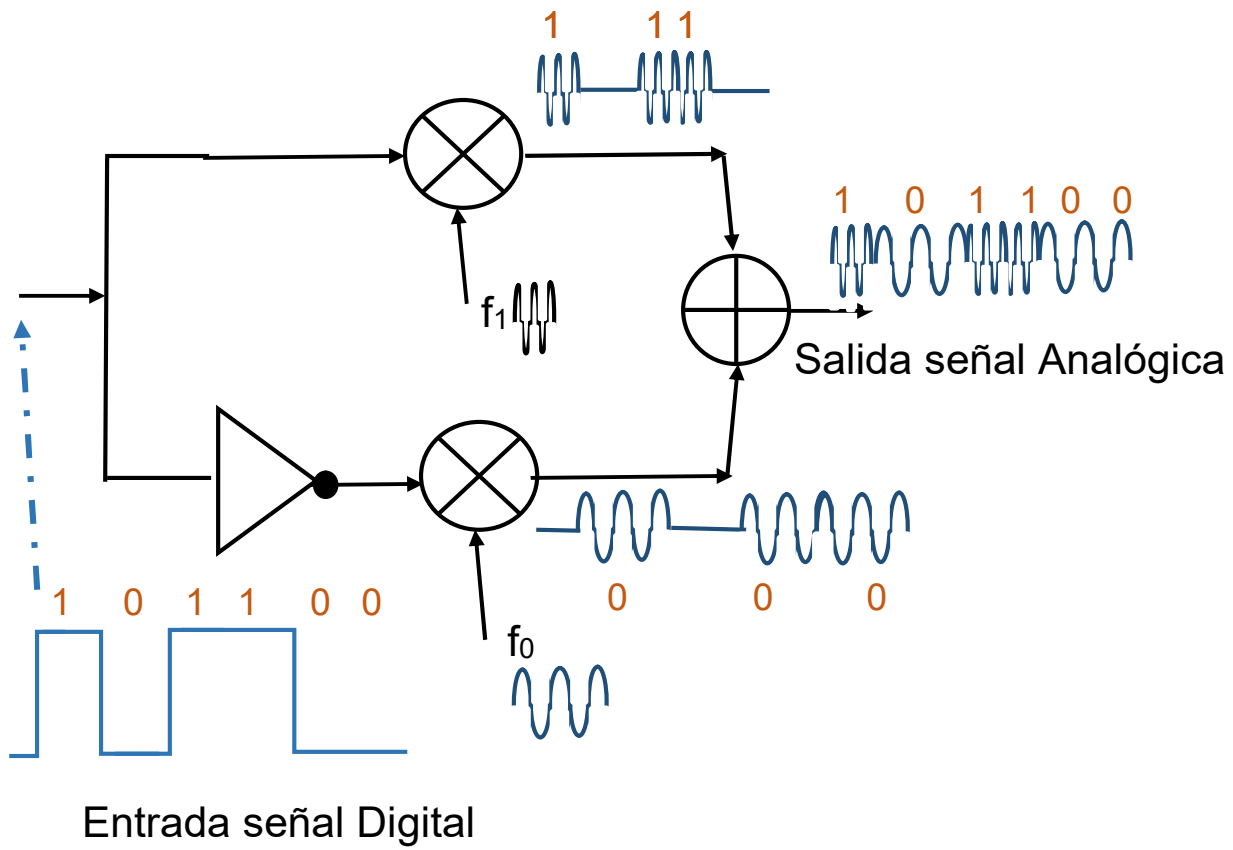 1 1 1
1 0 1 1 0 0
f1
Salida señal Analógica
0 0 0
1 0 1 1 0 0
f0
Entrada señal Digital